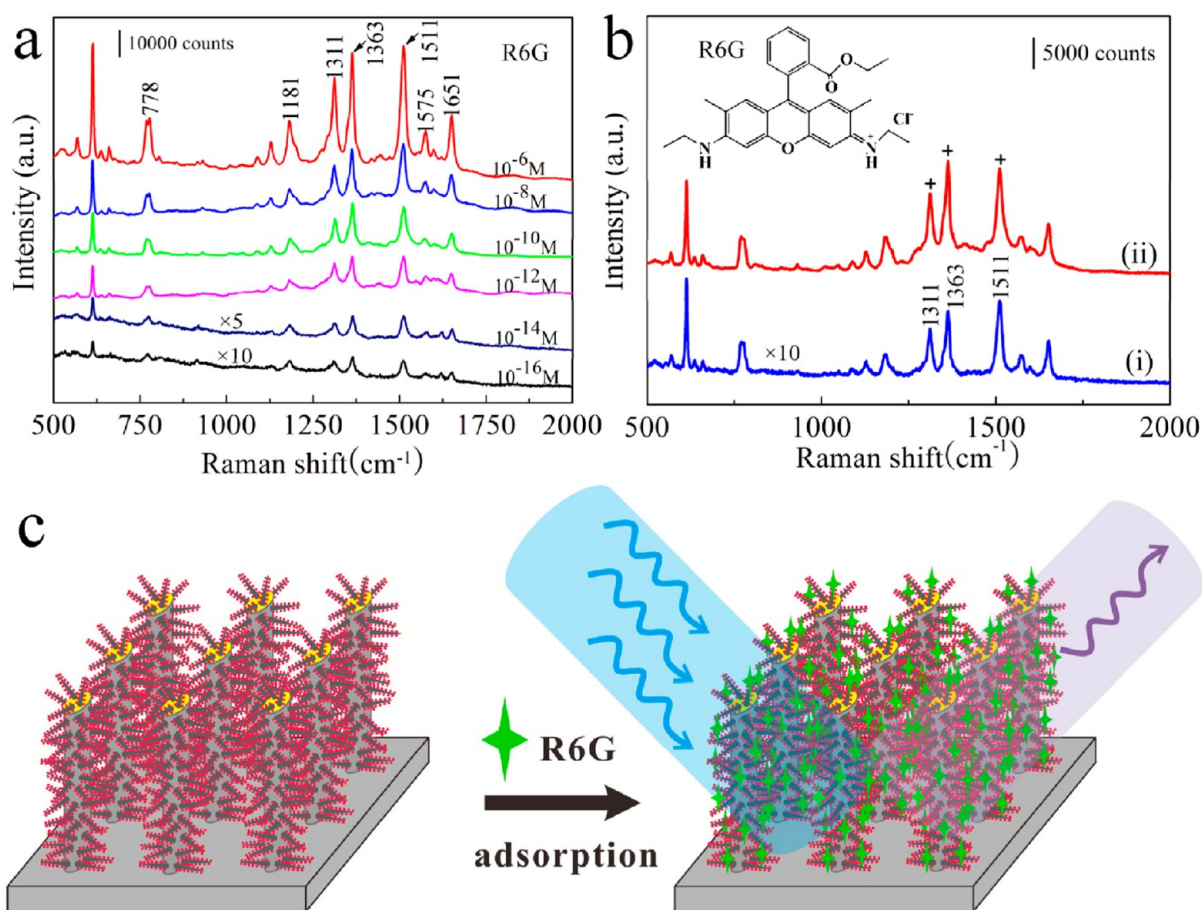 a
10000 counts
R6G
778
1181
1311
1363
1511
1575
1651
10⁻⁶M
10⁻⁸M
10⁻¹⁰M
10⁻¹²M
×5
10⁻¹⁴M
×10
10⁻¹⁶M
Intensity (a.u.)
500 750 1000 1250 1500 1750 2000
Raman shift(cm⁻¹)
b
R6G
5000 counts
O
O
Cl⁻
N
H
O
N⁺
H
+ + +
(ii)
1311
1363
1511
×10
(i)
Intensity (a.u.)
500 1000 1500 2000
Raman shift(cm⁻¹)
c
R6G
adsorption